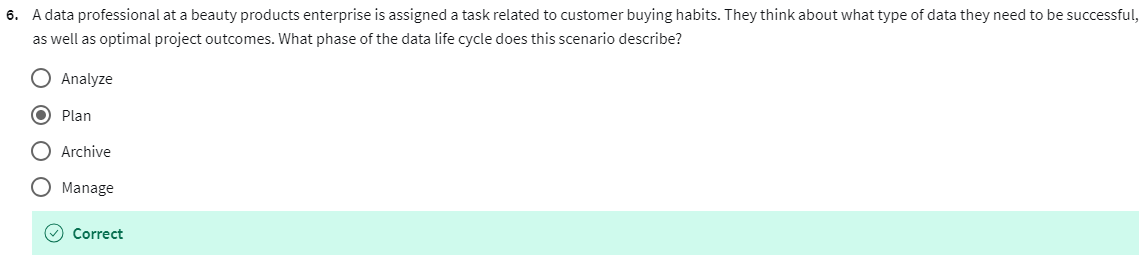 6. A data professional at a beauty products enterprise is assigned a task related to customer buying habits. They think about what type of data they need to be successful,
as well as optimal project outcomes. What phase of the data life cycle does this scenario describe?
Analyze
Plan
Archive
Manage
Correct